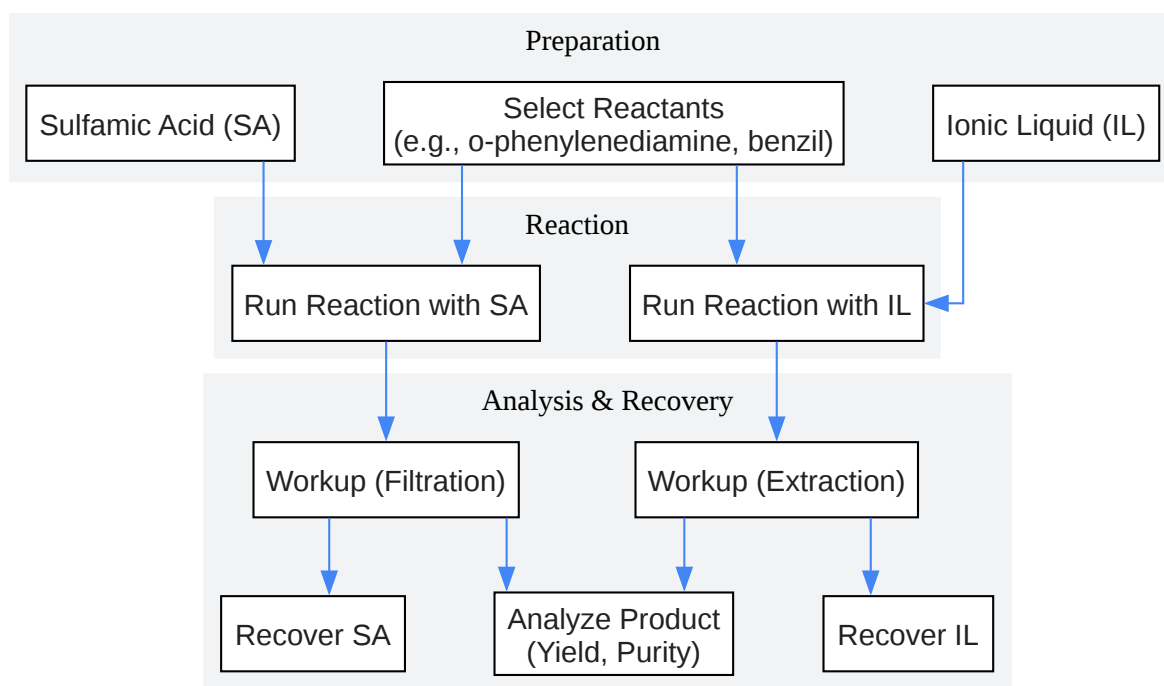 Preparation
Sulfamic Acid (SA)
Select Reactants
(e.g., o-phenylenediamine, benzil)
Ionic Liquid (IL)
Reaction
Run Reaction with SA
Run Reaction with IL
Analysis & Recovery
Workup (Filtration)
Workup (Extraction)
Recover SA
Analyze Product
(Yield, Purity)
Recover IL